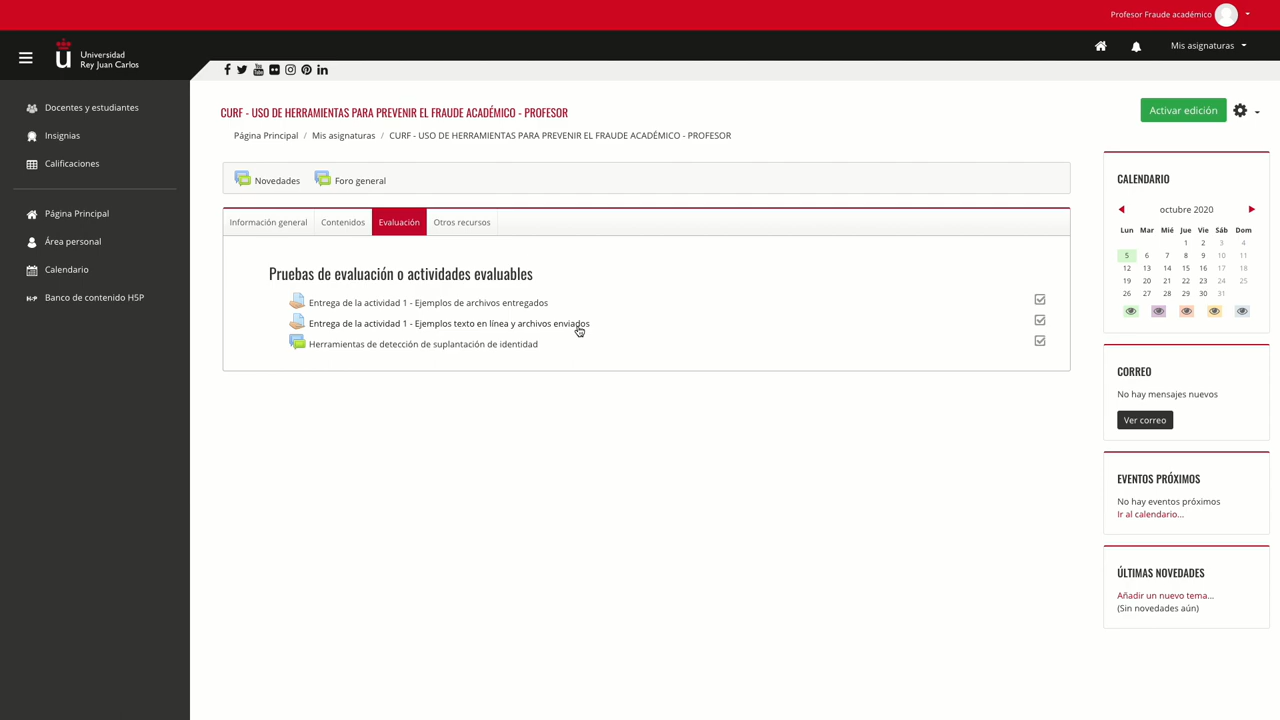 Profesor Fraude académico
Universidad
Rey Juan Carlos
Mis asignaturas
Docentes y estudiantes
Insignias
Calificaciones
Página Principal
Área personal
Calendario
Banco de contenido H5P
CURF - USO DE HERRAMIENTAS PARA PREVENIR EL FRAUDE ACADÉMICO - PROFESOR
Activar edición
Página Principal / Mis asignaturas / CURF - USO DE HERRAMIENTAS PARA PREVENIR EL FRAUDE ACADÉMICO - PROFESOR
Novedades Foro general
Información general Contenidos Evaluación Otros recursos
Pruebas de evaluación o actividades evaluables
Entrega de la actividad 1 - Ejemplos de archivos entregados
Entrega de la actividad 1 - Ejemplos texto en línea y archivos enviados
Herramientas de detección de suplantación de identidad
CALENDARIO
octubre 2020
Lun Mar Mié Jue Vie Sáb Dom
1 2 3 4
5 6 7 8 9 10 11
12 13 14 15 16 17 18
19 20 21 22 23 24 25
26 27 28 29 30 31
CORREO
No hay mensajes nuevos
Ver correo
EVENTOS PRÓXIMOS
No hay eventos próximos
Ir al calendario...
ÚLTIMAS NOVEDADES
Añadir un nuevo tema...
(Sin novedades aún)